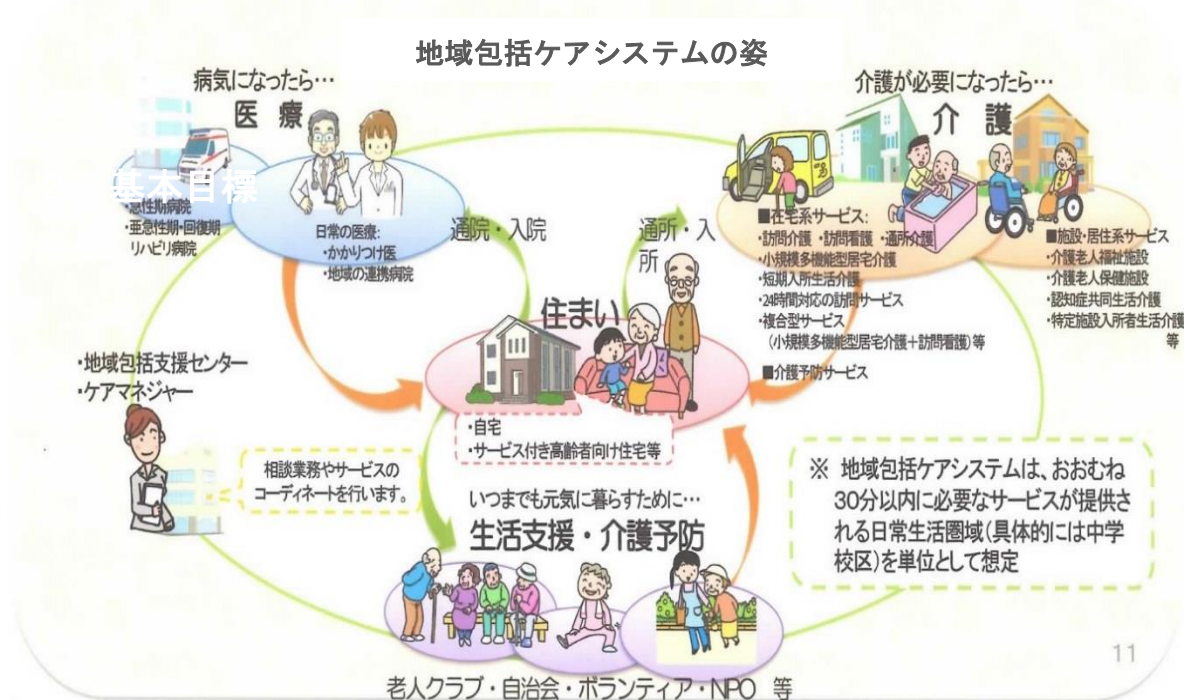 地域包括ケアシステムの姿
病気になったら…
医 療
基本目標
・急性期病院
・亜急性期・回復期
リハビリ病院
日常の医療:
・かかりつけ医
・地域の連携病院
通院・入院
通所・入
所
介護が必要になったら…
介 護
■在宅系サービス:
・訪問介護 ・訪問看護 ・通所介護
・小規模多機能型居宅介護
・短期入所生活介護
・24時間対応の訪問サービス
・複合型サービス
(小規模多機能型居宅介護+訪問看護)等
■介護予防サービス
■施設・居住系サービス
・介護老人福祉施設
・介護老人保健施設
・認知症共同生活介護
・特定施設入所者生活介護
等
住まい
・自宅
・サービス付き高齢者向け住宅等
・地域包括支援センター
・ケアマネジャー
相談業務やサービスの
コーディネートを行います。
いつまでも元気に暮らすために…
生活支援・介護予防
※ 地域包括ケアシステムは、おおむね
30分以内に必要なサービスが提供さ
れる日常生活圏域(具体的には中学
校区)を単位として想定
老人クラブ・自治会・ボランティア・NPO 等
11